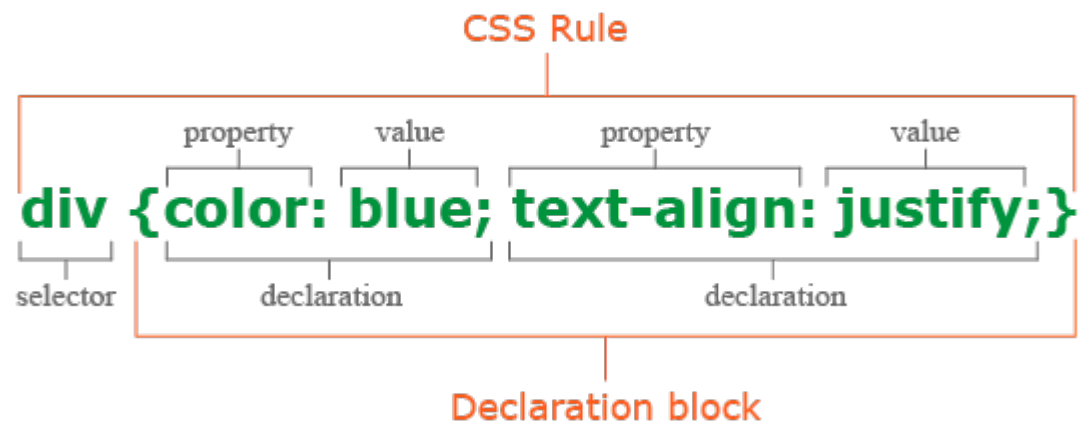 CSS Rule
property value property value
div {color: blue; text-align: justify;}
selector declaration declaration
Declaration block